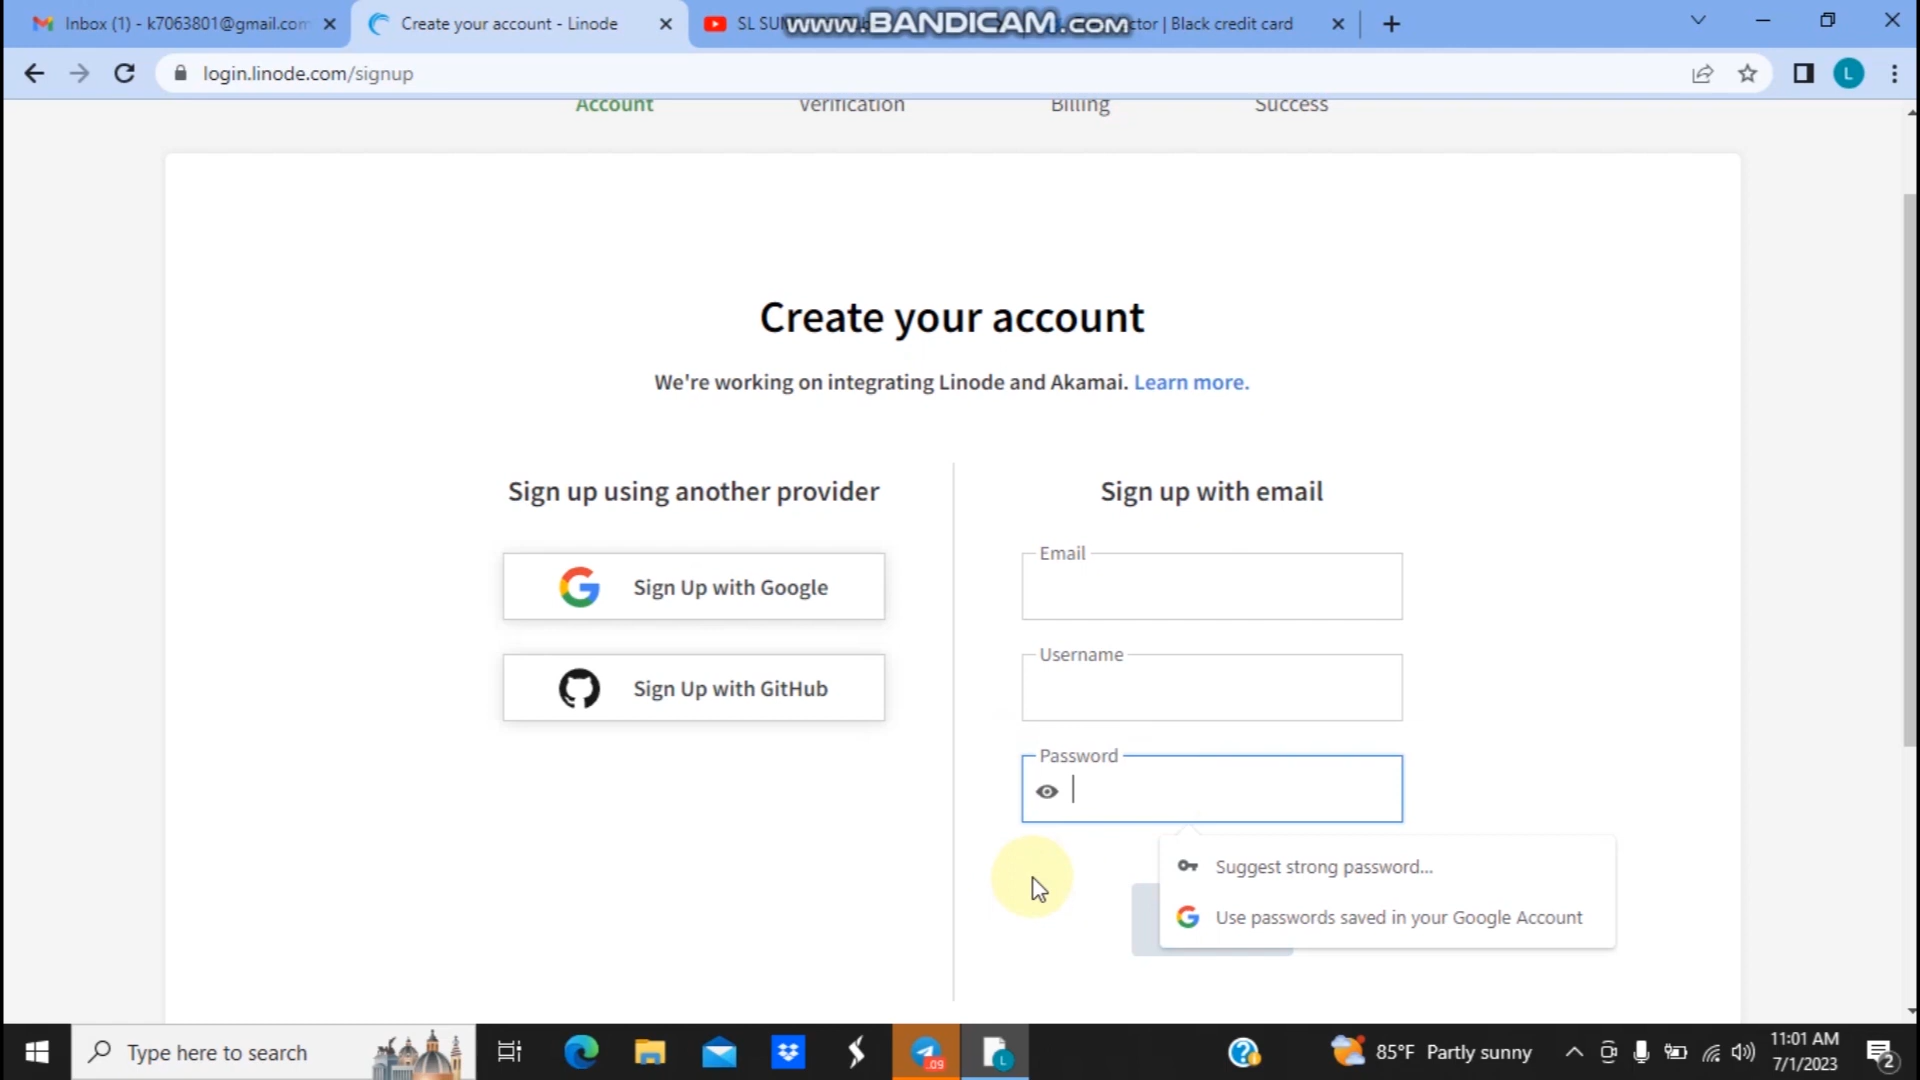 Inbox (1) - k7063801@gmail.com
Create your account - Linode
SL SU
www.BANDICAM.com
ctor | Black credit card
login.linode.com/signup
L
Account
Verification
Billing
Success
Create your account
We're working on integrating Linode and Akamai. Learn more.
Sign up using another provider
Sign Up with Google
Sign Up with GitHub
Sign up with email
Email
Username
Password
Suggest strong password...
Use passwords saved in your Google Account
Type here to search
.09
L
85°F Partly sunny
11:01 AM
7/1/2023
2